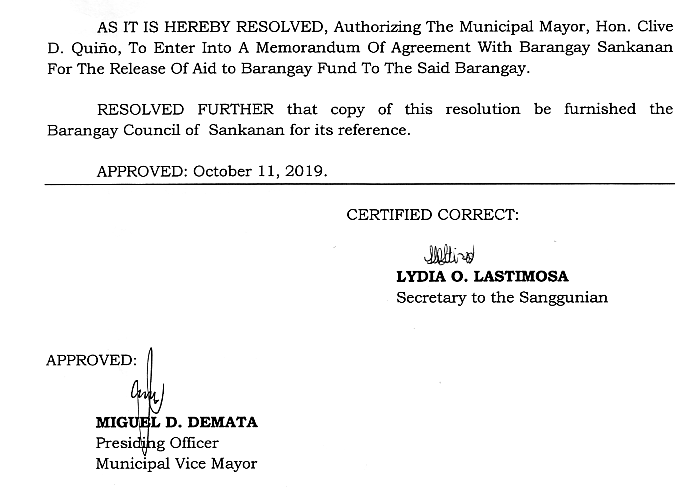 AS IT IS HEREBY RESOLVED, Authorizing The Municipal Mayor, Hon. Clive
D. Quiño, To Enter Into A Memorandum Of Agreement With Barangay Sankanan
For The Release Of Aid to Barangay Fund To The Said Barangay.
RESOLVED FURTHER that copy of this resolution be furnished the
Barangay Council of Sankanan for its reference.
APPROVED: October 11, 2019.
CERTIFIED CORRECT:
LYDIA O. LASTIMOSA
Secretary to the Sanggunian
APPROVED:
MIGUEL D. DEMATA
Presiding Officer
Municipal Vice Mayor